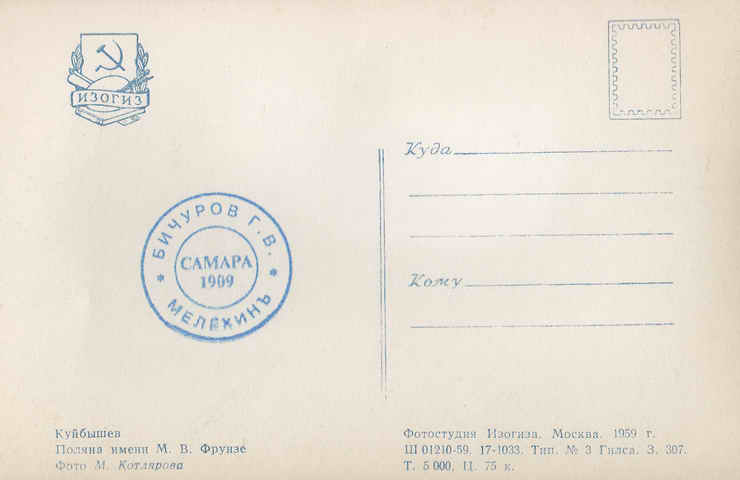 ИЗОГИЗ
Куда
Кому
БИЧУРОВ Г. В.
САМАРА
1909
МЕЛЕХИНЪ
Куйбышев
Поляна имени М. В. Фрунзе
Фото М. Котлярова
Фотостудия Изогиза. Москва. 1959 г.
Ш 01210-59. 17-1033. Тип. № 3 Гилса. З. 307.
Т. 5 000, Ц. 75 к.